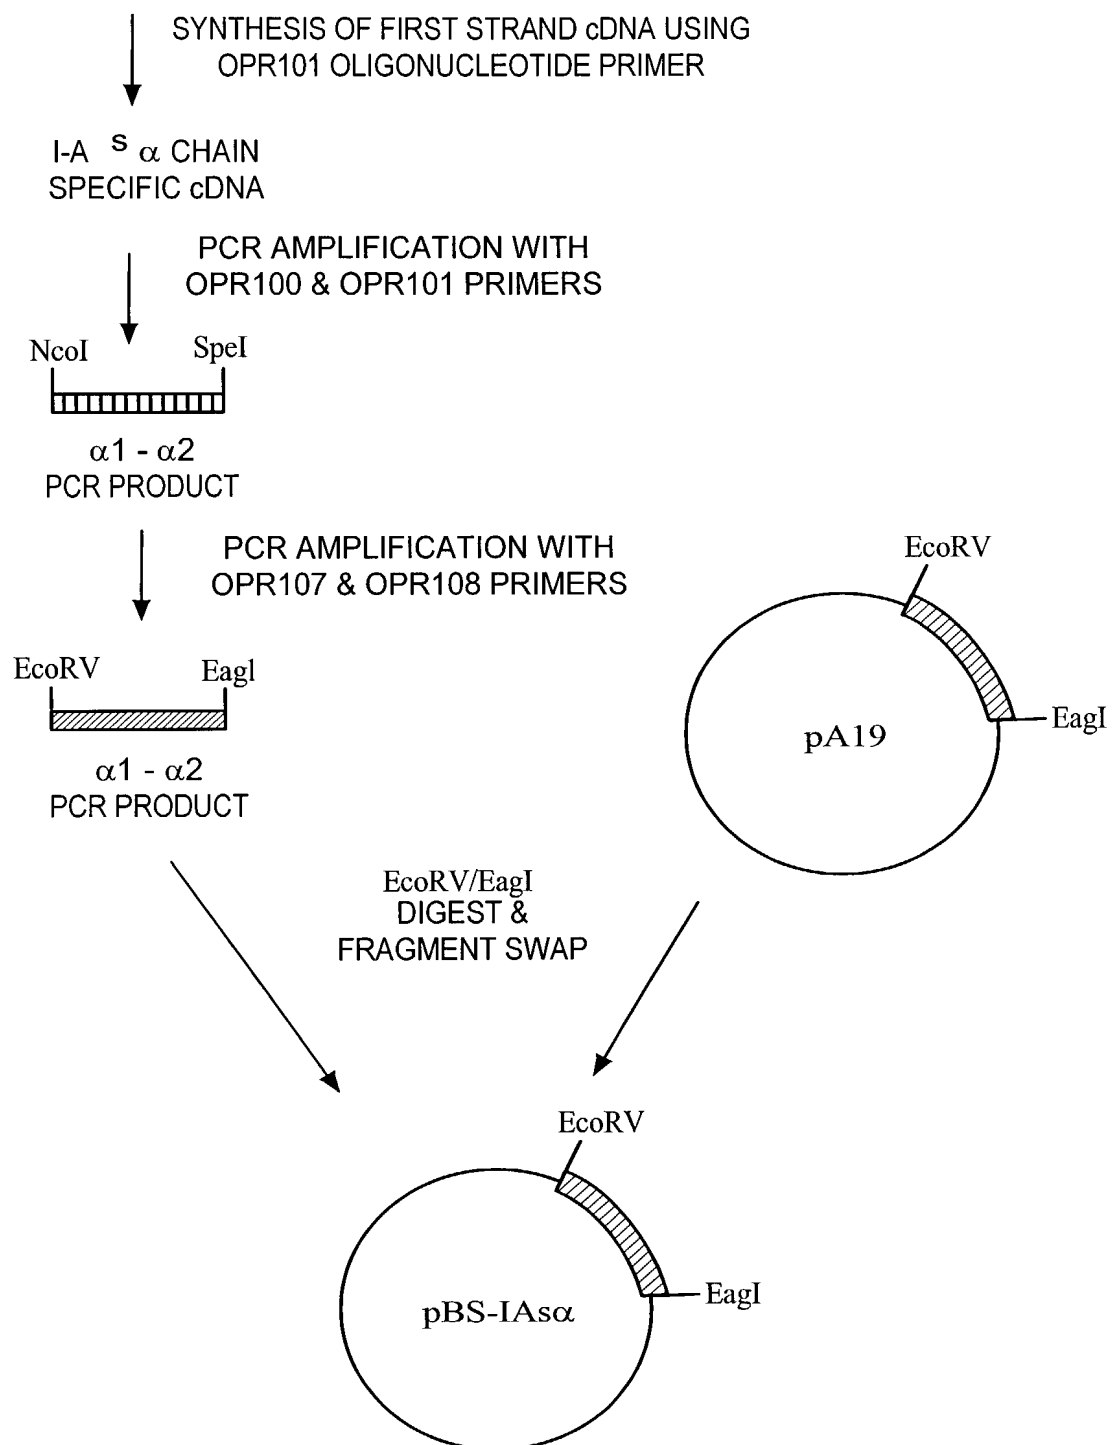 SYNTHESIS OF FIRST STRAND cDNA USING
OPR101 OLIGONUCLEOTIDE PRIMER
I-A S α CHAIN
SPECIFIC cDNA
PCR AMPLIFICATION WITH
OPR100 & OPR101 PRIMERS
NcoI
SpeI
α1 - α2
PCR PRODUCT
PCR AMPLIFICATION WITH
OPR107 & OPR108 PRIMERS
EcoRV
EagI
α1 - α2
PCR PRODUCT
EcoRV
EagI
pA19
EcoRV/EagI
DIGEST &
FRAGMENT SWAP
EcoRV
EagI
pBS-IAsα